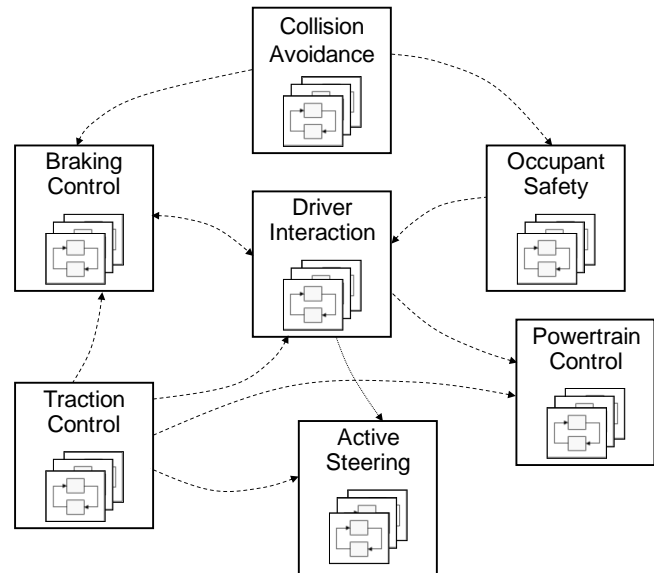 Collision
Avoidance
Braking
Control
Occupant
Safety
Driver
Interaction
Powertrain
Control
Traction
Control
Active
Steering